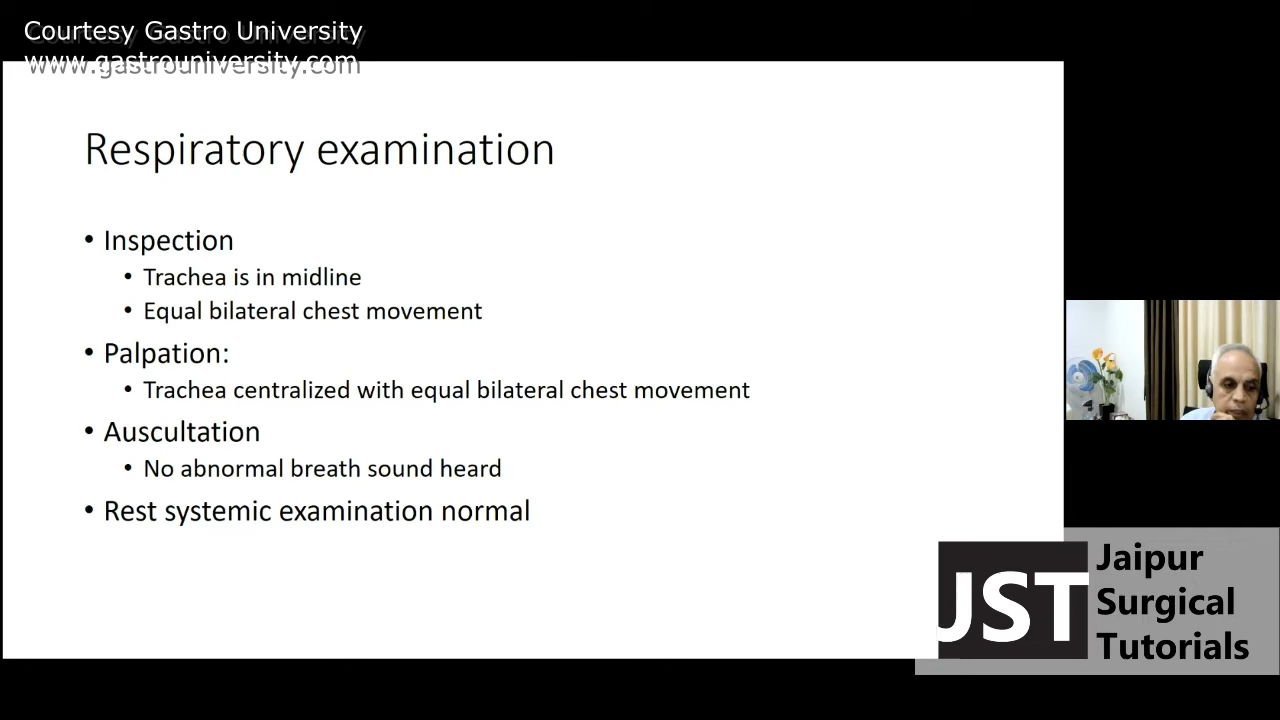 Courtesy Gastro University
www.gastrouniversity.com
Respiratory examination
• Inspection
• Trachea is in midline
• Equal bilateral chest movement
• Palpation:
• Trachea centralized with equal bilateral chest movement
• Auscultation
• No abnormal breath sound heard
• Rest systemic examination normal
JST
Jaipur
Surgical
Tutorials